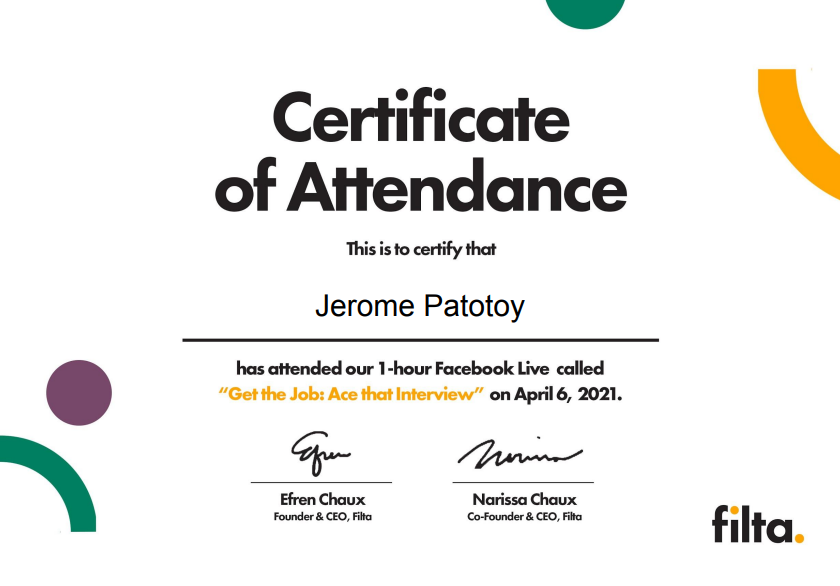 Certificate
of Attendance
This is to certify that
Jerome Patotoy
has attended our 1-hour Facebook Live called
“Get the Job: Ace that Interview” on April 6, 2021.
Efren
Narissa
Efren Chaux
Narissa Chaux
Founder & CEO, Filta
Co-Founder & CEO, Filta
filta.